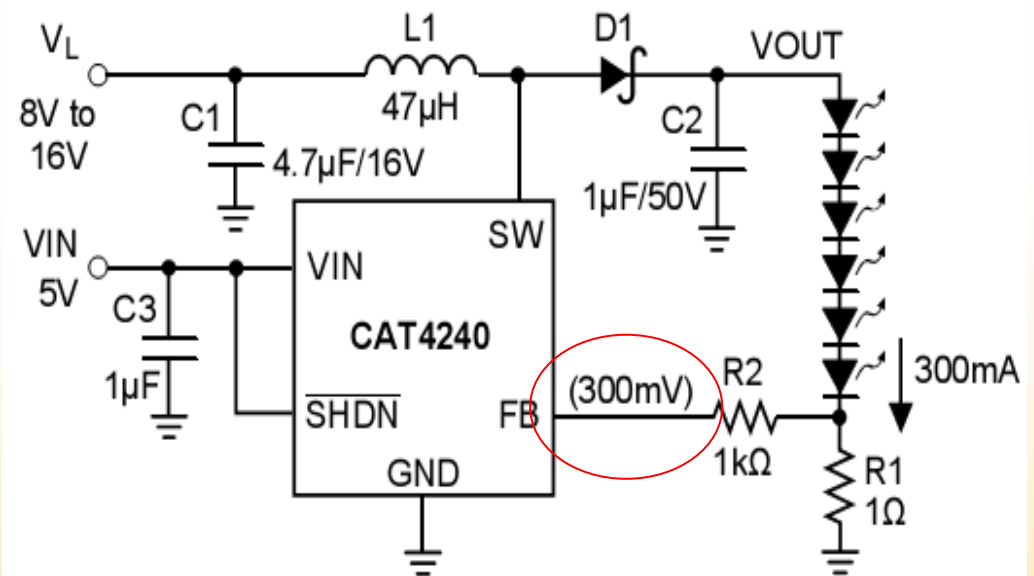 VL
8V to
16V
L1
47µH
D1
VOUT
C1
4.7µF/16V
C2
1µF/50V
SW
VIN
5V
VIN
C3
1µF
CAT4240
SHDN
FB
(300mV)
R2
1kΩ
300mA
GND
R1
1Ω